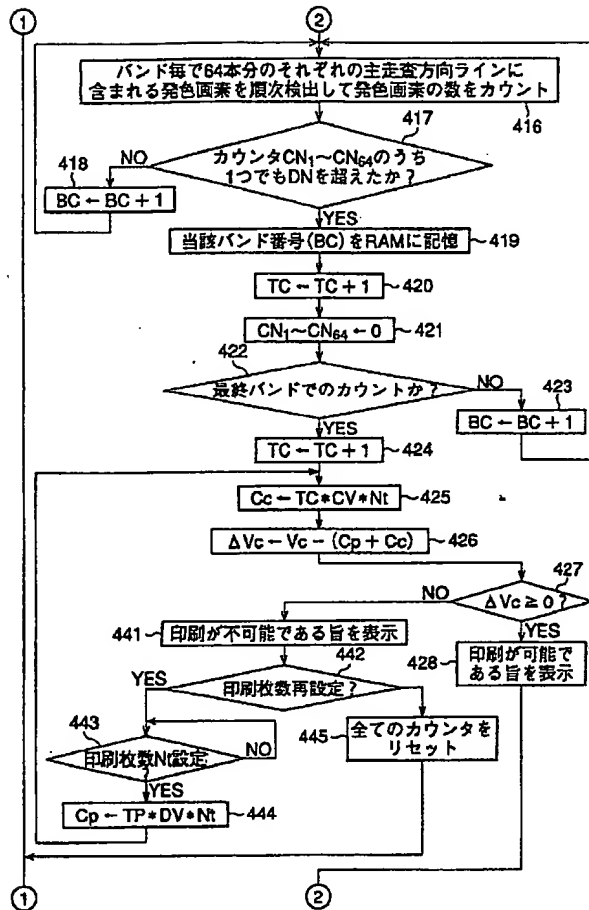 ① ②
バンド毎で64本分のそれぞれの主走査方向ラインに
含まれる発色画素を順次検出して発色画素の数をカウント
416
417
カウンタCN₁〜CN₆₄のうち
1つでもDNを超えたか?
NO
418
BC ← BC + 1
YES
当該バンド番号(BC)をRAMに記憶
419
TC ← TC + 1
420
CN₁〜CN₆₄ ← 0
421
422
最終バンドでのカウントか?
NO
423
BC ← BC + 1
YES
TC ← TC + 1
424
Cc ← TC*CV*Nt
425
ΔVc ← Vc − (Cp + Cc)
426
427
ΔVc ≧ 0 ?
NO
YES
441
印刷が不可能である旨を表示
428
印刷が可能で
ある旨を表示
442
印刷枚数再設定?
YES
443
印刷枚数Nt設定
?
NO
445
全てのカウンタを
リセット
YES
Cp ← TP*DV*Nt
444
① ②